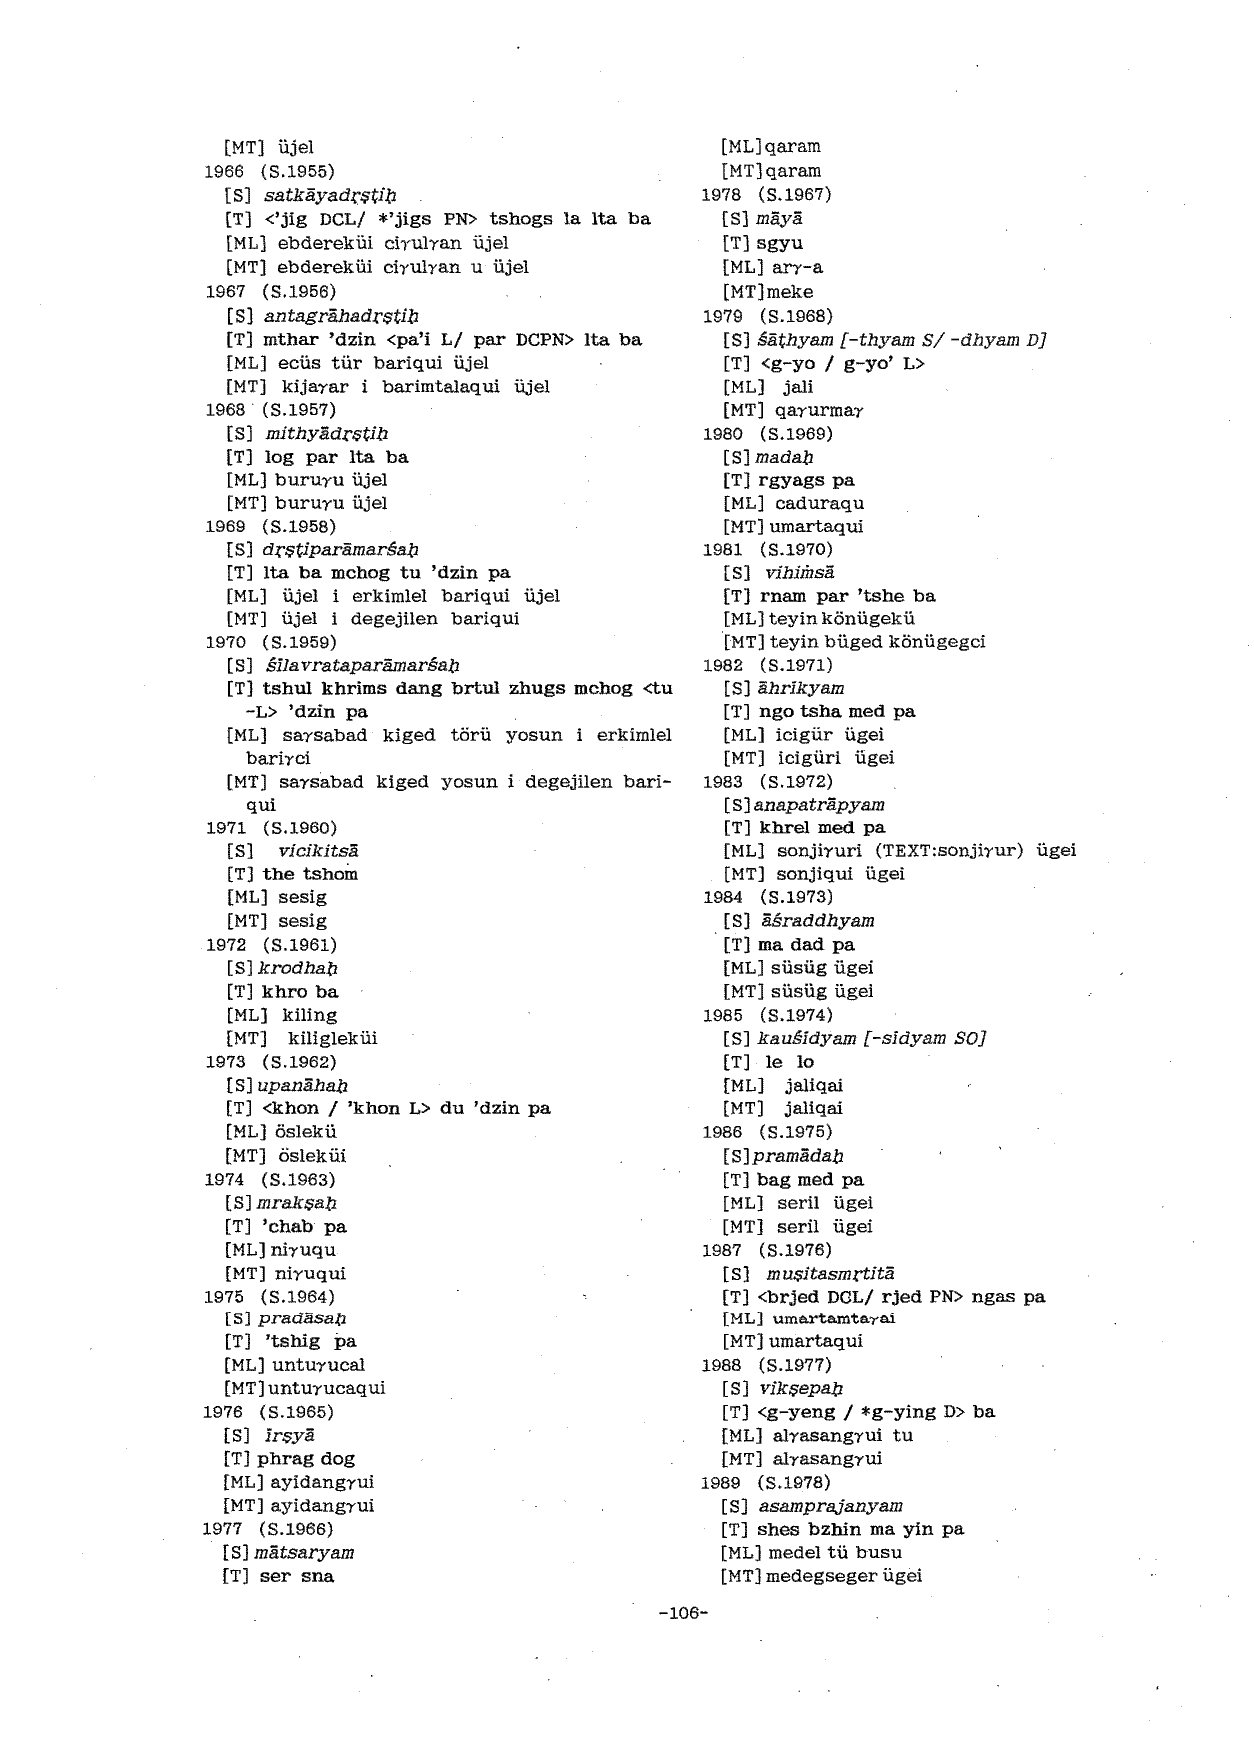 [MT] üjel
1966 (S.1955)
[S] satkāyadṛṣṭiḥ
[T] <’jig DCL/ *’jigs PN> tshogs la lta ba
[ML] ebdereküi ciγulγan üjel
[MT] ebdereküi ciγulγan u üjel
1967 (S.1956)
[S] antagrāhadṛṣtiḥ
[T] mthar ’dzin <pa’i L/ par DCPN> lta ba
[ML] ecüs tür bariqui üjel
[MT] kijaγar i barimtalaqui üjel
1968 (S.1957)
[S] mithyādṛṣṭiḥ
[T] log par lta ba
[ML] buruγu üjel
[MT] buruγu üjel
1969 (S.1958)
[S] dṛṣṭiparāmarśaḥ
[T] lta ba mchog tu ’dzin pa
[ML] üjel i erkimlel bariqui üjel
[MT] üjel i degejilen bariqui
1970 (S.1959)
[S] śīlavrataparāmarśaḥ
[T] tshul khrims dang brtul zhugs mchog <tu
-L> ’dzin pa
[ML] saγsabad kiged törü yosun i erkimlel
bariγci
[MT] saγsabad kiged yosun i degejilen bari-
qui
1971 (S.1960)
[S] vicikitsā
[T] the tshom
[ML] sesig
[MT] sesig
1972 (S.1961)
[S] krodhaḥ
[T] khro ba
[ML] kiling
[MT] kiligleküi
1973 (S.1962)
[S] upanāhaḥ
[T] <khon / ’khon L> du ’dzin pa
[ML] öslekü
[MT] ösleküi
1974 (S.1963)
[S] mrakṣaḥ
[T] ’chab pa
[ML] niγuqu
[MT] niγuqui
1975 (S.1964)
[S] pradāsaḥ
[T] ’tshig pa
[ML] untuγucal
[MT] untuγucaqui
1976 (S.1965)
[S] īrṣyā
[T] phrag dog
[ML] ayidangγui
[MT] ayidangγui
1977 (S.1966)
[S] mātsaryam
[T] ser sna
[ML] qaram
[MT] qaram
1978 (S.1967)
[S] māyā
[T] sgyu
[ML] arγ-a
[MT] meke
1979 (S.1968)
[S] śāṭhyam [-thyam S/ -dhyam D]
[T] <g-yo / g-yo’ L>
[ML] jali
[MT] qaγurmaγ
1980 (S.1969)
[S] madaḥ
[T] rgyags pa
[ML] caduraqu
[MT] umartaqui
1981 (S.1970)
[S] vihiṁsā
[T] rnam par ’tshe ba
[ML] teyin könügekü
[MT] teyin büged könügegci
1982 (S.1971)
[S] āhrīkyam
[T] ngo tsha med pa
[ML] icigür ügei
[MT] icigüri ügei
1983 (S.1972)
[S] anapatrāpyam
[T] khrel med pa
[ML] sonjiγuri (TEXT:sonjiγur) ügei
[MT] sonjiqui ügei
1984 (S.1973)
[S] āśraddhyam
[T] ma dad pa
[ML] süsüg ügei
[MT] süsüg ügei
1985 (S.1974)
[S] kauśīdyam [-sīdyam SO]
[T] le lo
[ML] jaliqai
[MT] jaliqai
1986 (S.1975)
[S] pramādaḥ
[T] bag med pa
[ML] seril ügei
[MT] seril ügei
1987 (S.1976)
[S] muṣitasmṛtitā
[T] <brjed DCL/ rjed PN> ngas pa
[ML] umartamtaγai
[MT] umartaqui
1988 (S.1977)
[S] vikṣepaḥ
[T] <g-yeng / *g-ying D> ba
[ML] alγasangγui tu
[MT] alγasangγui
1989 (S.1978)
[S] asamprajanyam
[T] shes bzhin ma yin pa
[ML] medel tü busu
[MT] medegseger ügei
-106-